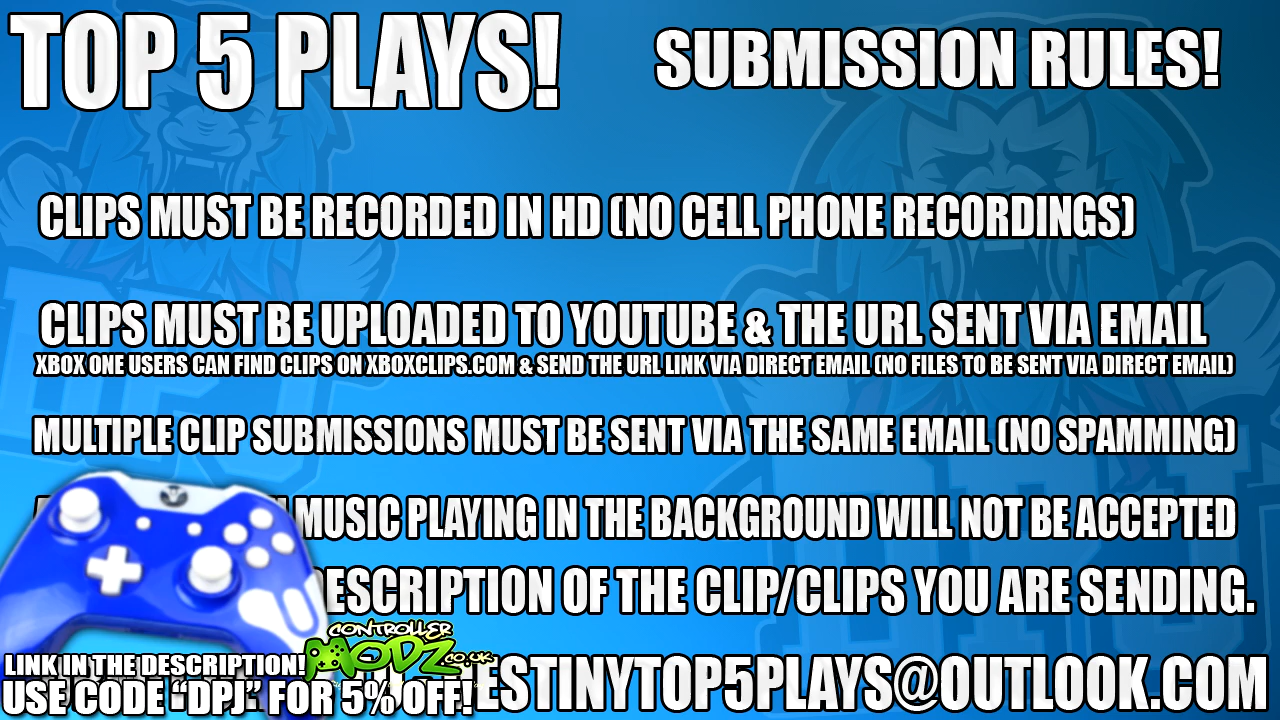 TOP 5 PLAYS!
SUBMISSION RULES!
CLIPS MUST BE RECORDED IN HD (NO CELL PHONE RECORDINGS)
CLIPS MUST BE UPLOADED TO YOUTUBE & THE URL SENT VIA EMAIL
XBOX ONE USERS CAN FIND CLIPS ON XBOXCLIPS.COM & SEND THE URL LINK VIA DIRECT EMAIL (NO FILES TO BE SENT VIA DIRECT EMAIL)
MULTIPLE CLIP SUBMISSIONS MUST BE SENT VIA THE SAME EMAIL (NO SPAMMING)
MUSIC PLAYING IN THE BACKGROUND WILL NOT BE ACCEPTED
ESCRIPTION OF THE CLIP/CLIPS YOU ARE SENDING.
CONTROLLER
MODZ.CO.UK
ESTINYTOP5PLAYS@OUTLOOK.COM
LINK IN THE DESCRIPTION!
USE CODE “DPJ” FOR 5% OFF!